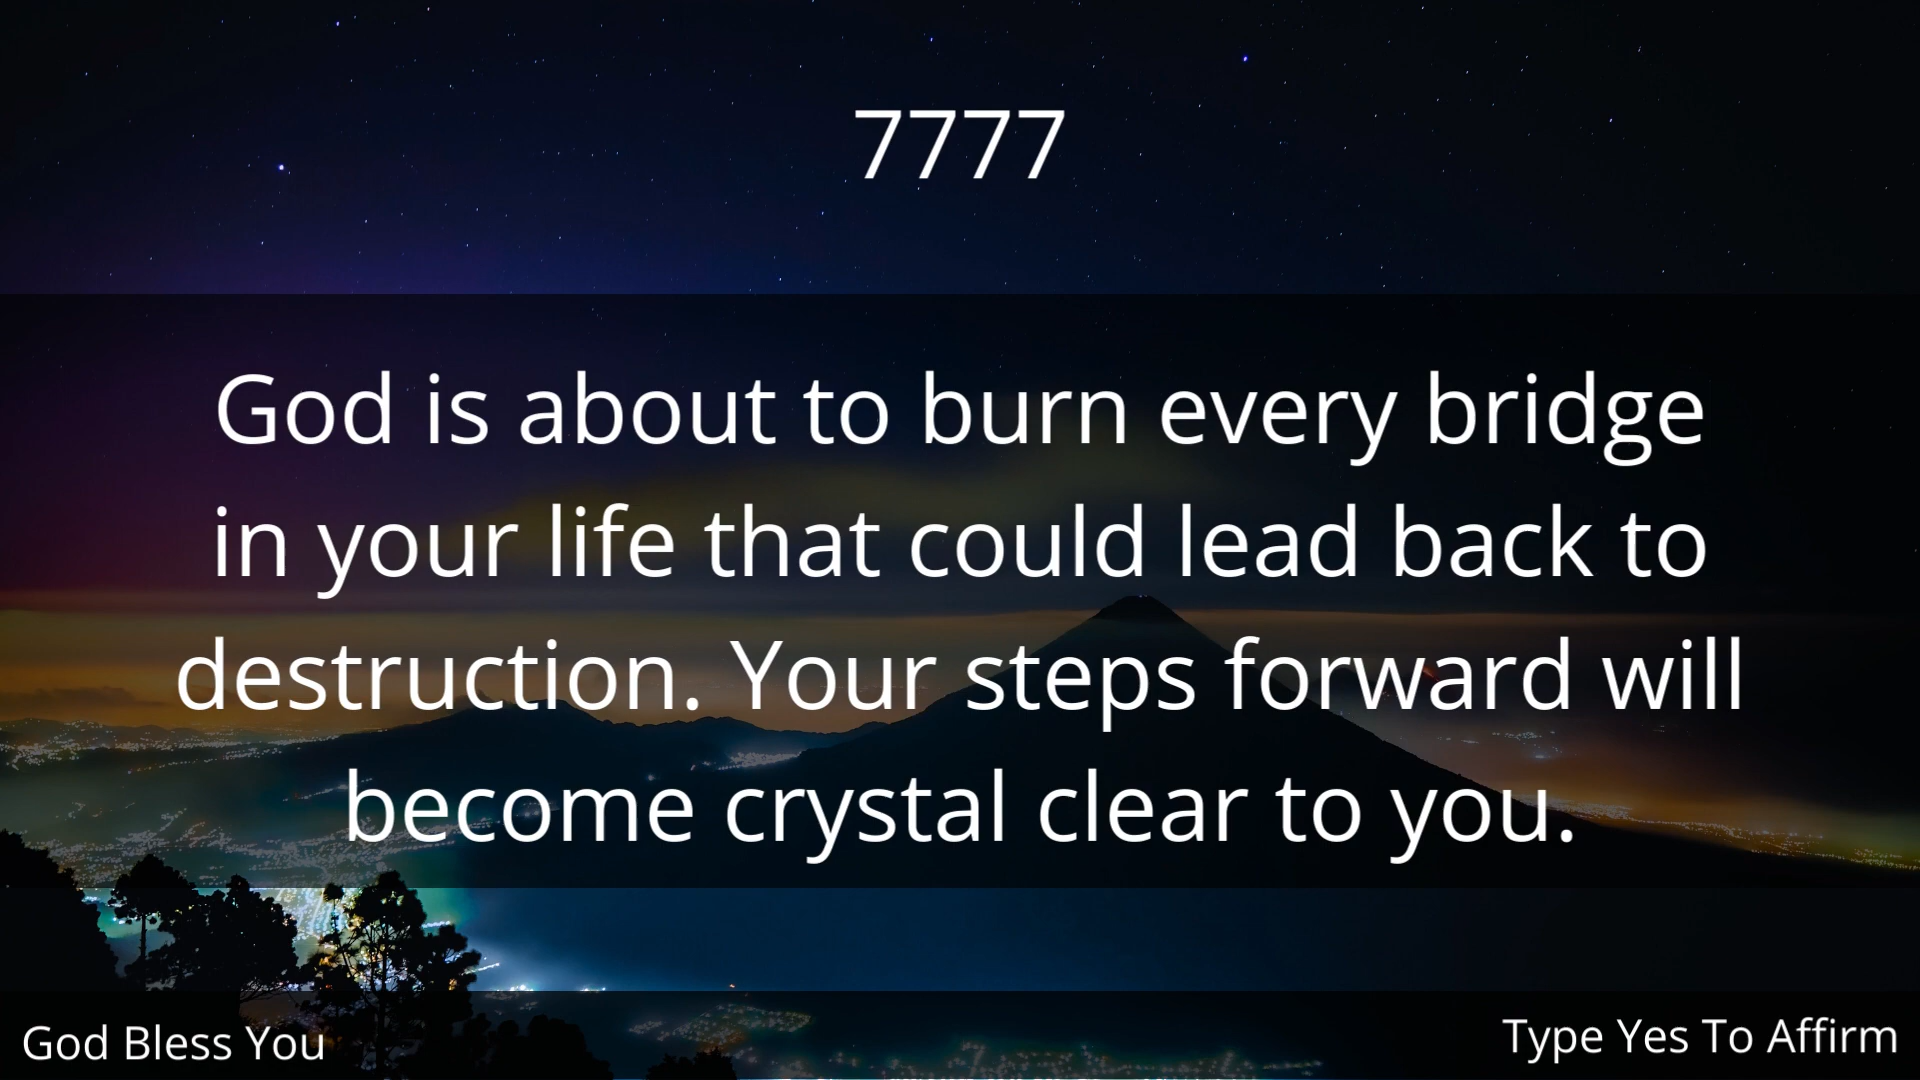 7777
God is about to burn every bridge
in your life that could lead back to
destruction. Your steps forward will
become crystal clear to you.
God Bless You
Type Yes To Affirm